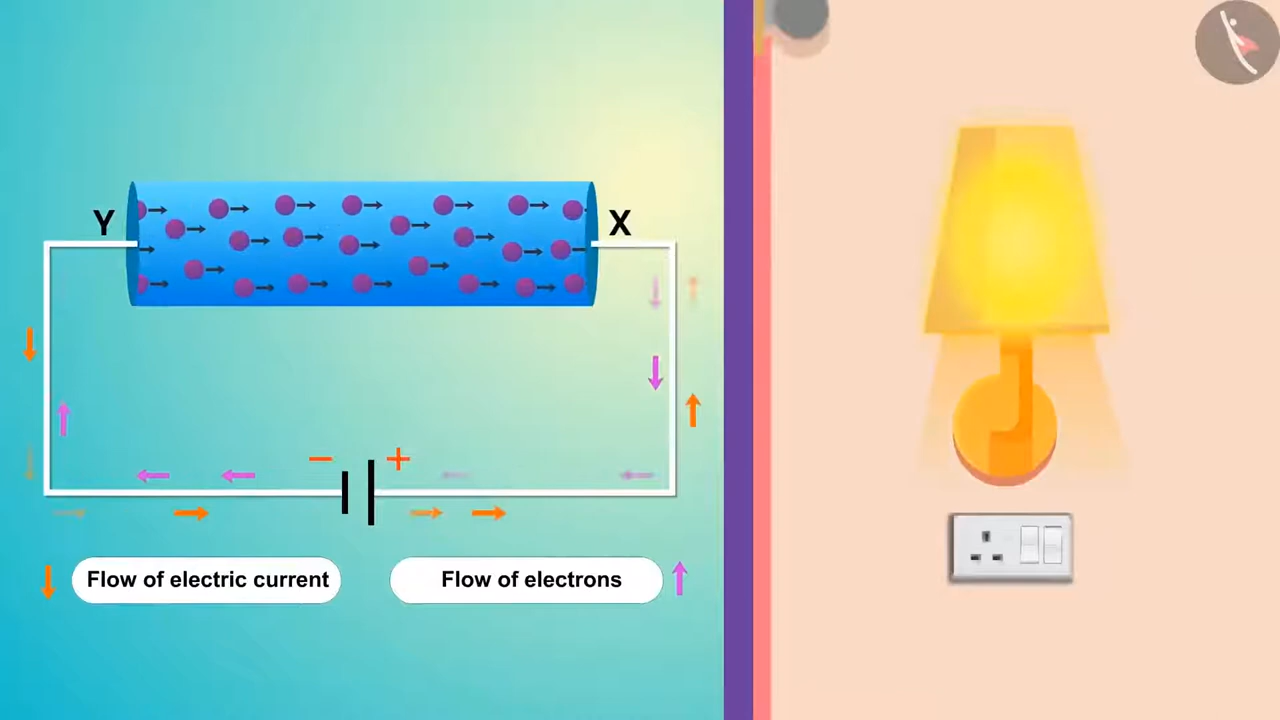 Y
X
− +
Flow of electric current
Flow of electrons